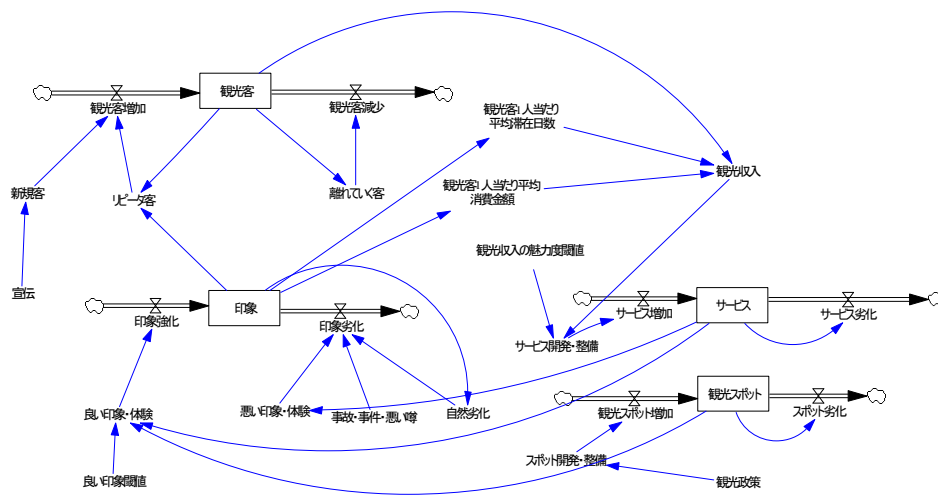 観光客
観光客増加
観光客減少
観光客1人当たり
平均滞在日数
観光収入
新規客
リピータ客
離れていく客
観光客1人当たり平均
消費金額
観光収入の魅力度閾値
宣伝
印象
印象強化
印象劣化
サービス
サービス増加
サービス劣化
サービス開発・整備
観光スポット
良い印象・体験
悪い印象・体験
事故・事件・悪い噂
自然劣化
観光スポット増加
スポット劣化
スポット開発・整備
良い印象閾値
観光政策